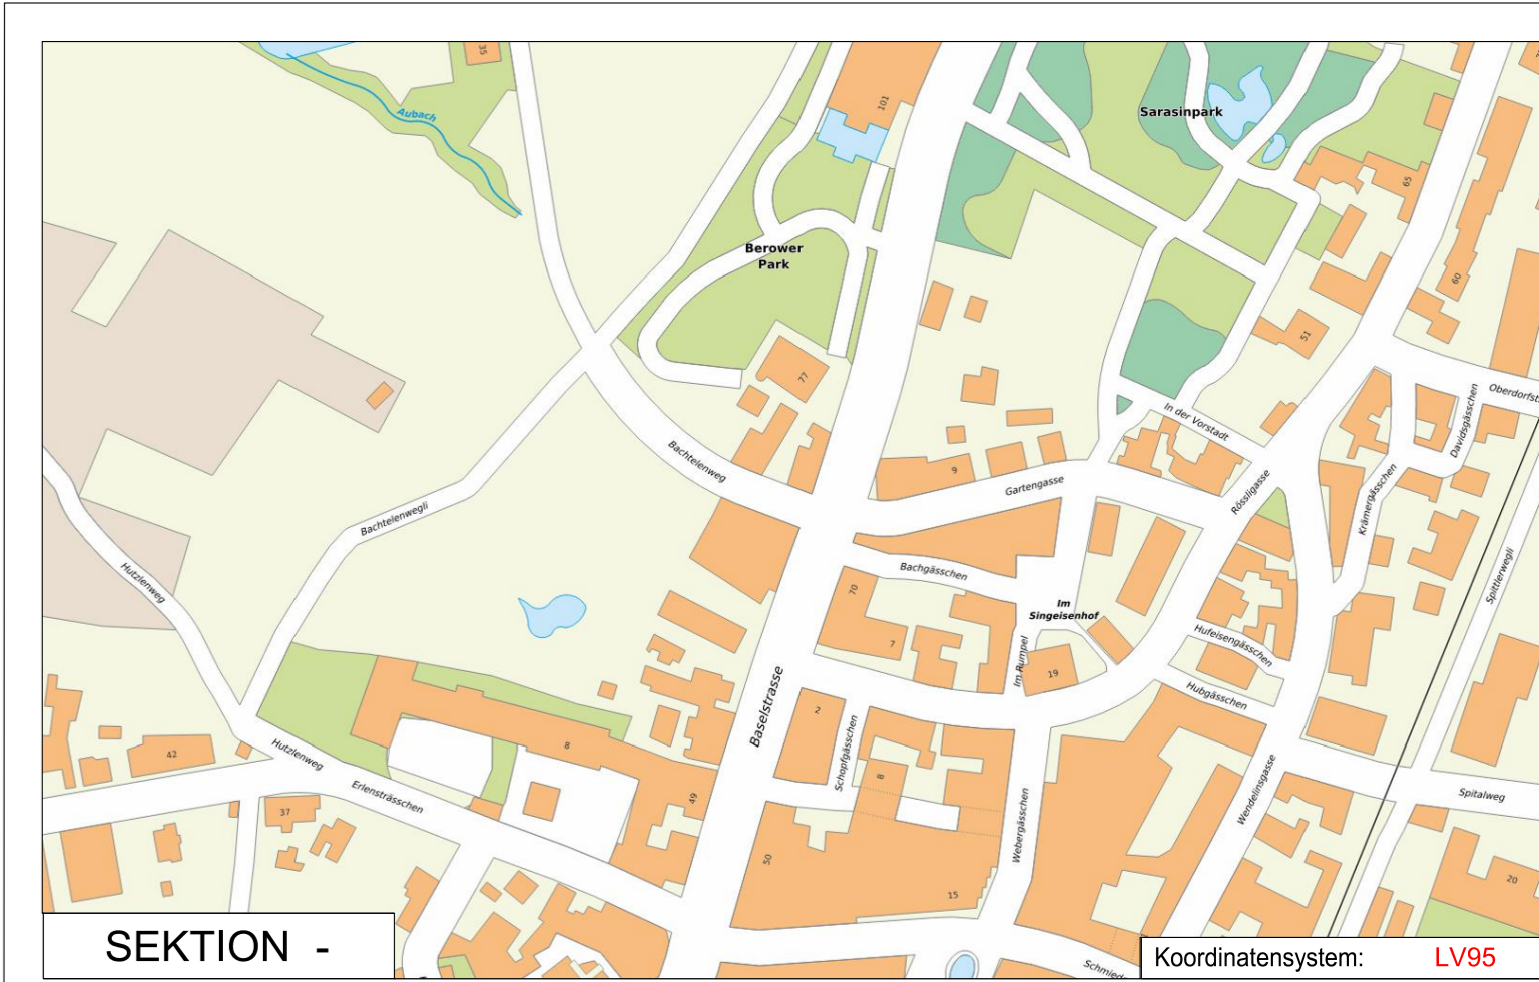 35
Aubach
101
Sarasinpark
65
Berower
Park
60
51
77
Oberdorfst
In der Vorstadt
Davidsgässchen
Bachtelenweg
9
Gartengasse
Rössligasse
Krämergässchen
Bachtelenwegli
Bachgässchen
Hutzlenweg
70
Im
Singeisenhof
Spittlerwegli
7
Hufeisengässchen
Im Rumpel
19
Hubgässchen
Baselstrasse
2
Schopfgässchen
8
42
Hutzlenweg
8
Erlensträsschen
49
37
Webergässchen
Wendelinsgasse
Spitalweg
50
15
20
Schmied
SEKTION -
Koordinatensystem: LV95